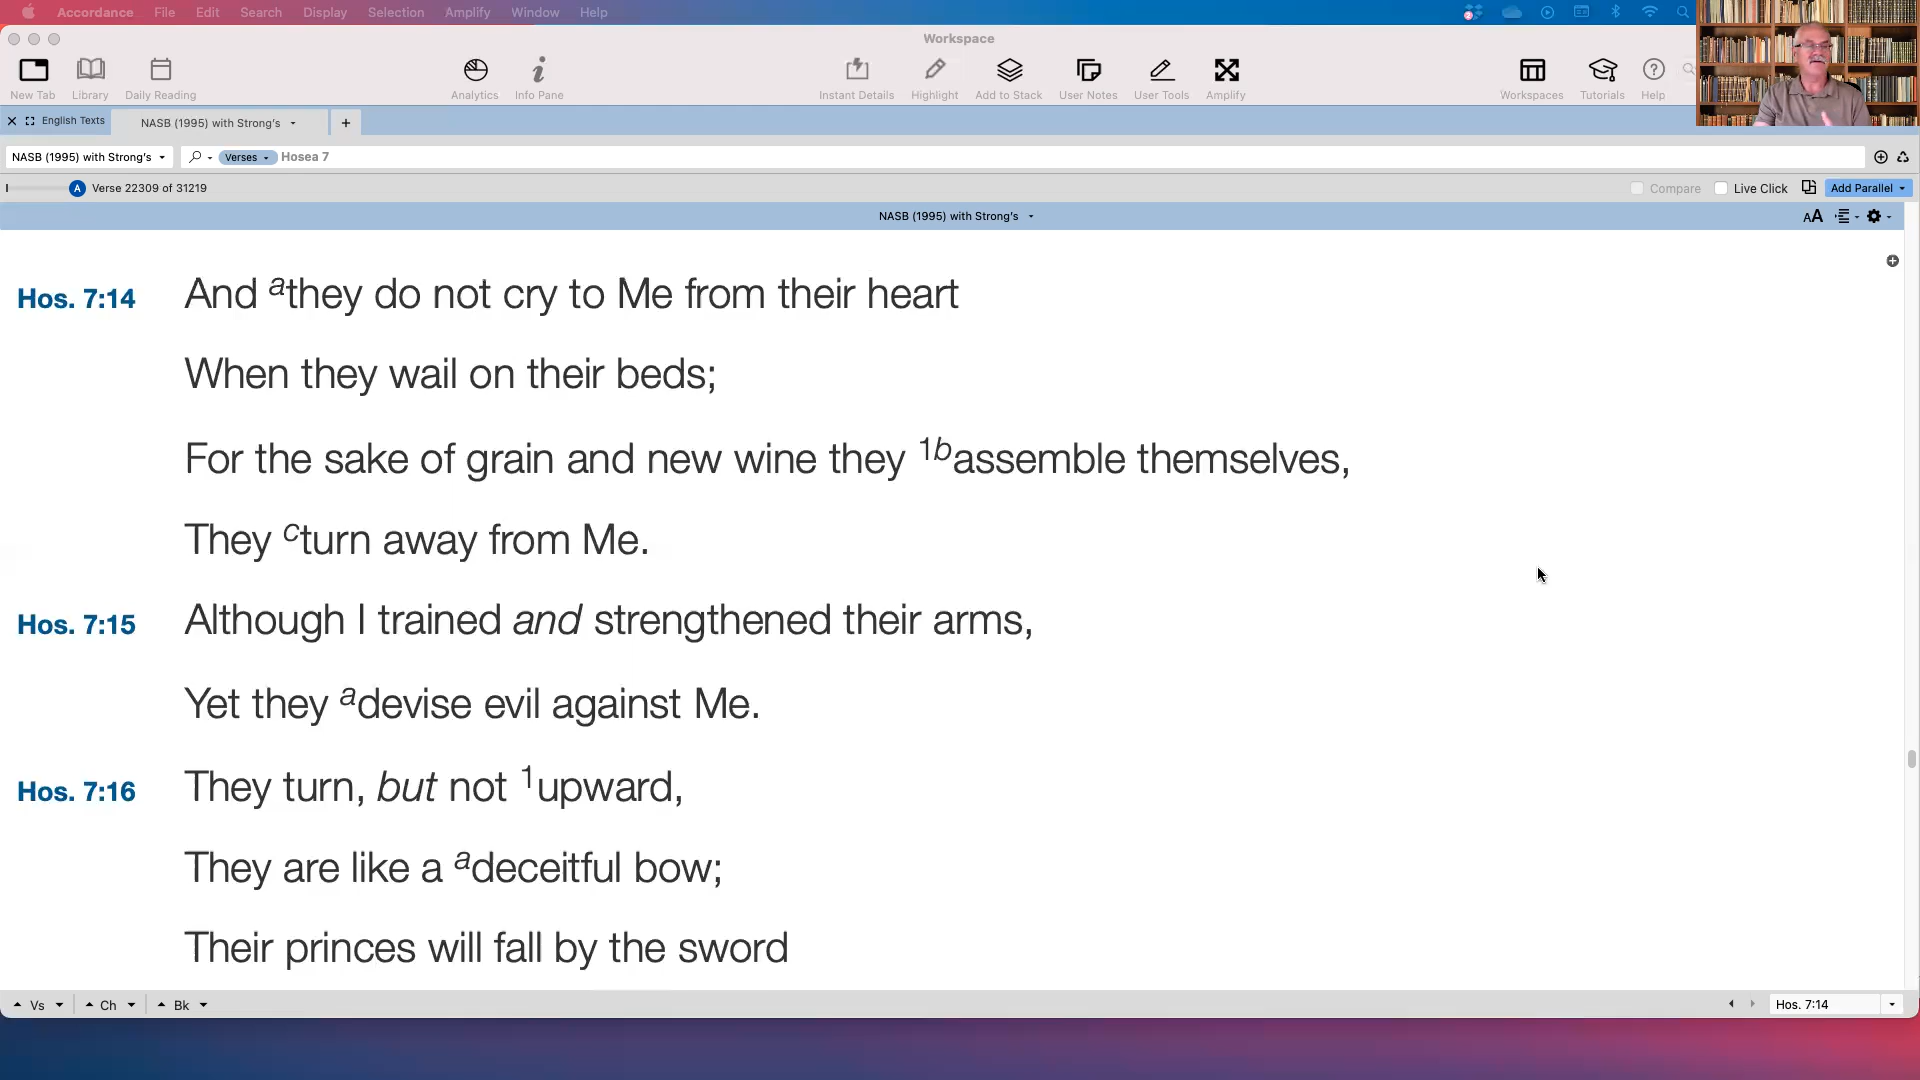 Accordance File Edit Search Display Selection Amplify Window Help
Workspace
New Tab Library Daily Reading Analytics Info Pane Instant Details Highlight Add to Stack User Notes User Tools Amplify Workspaces Tutorials Help
English Texts NASB (1995) with Strong's +
NASB (1995) with Strong's Verses Hosea 7
A Verse 22309 of 31219 Compare Live Click Add Parallel
NASB (1995) with Strong's AA
Hos. 7:14 And ᵃthey do not cry to Me from their heart
When they wail on their beds;
For the sake of grain and new wine they ¹ᵇassemble themselves,
They ᶜturn away from Me.
Hos. 7:15 Although I trained and strengthened their arms,
Yet they ᵃdevise evil against Me.
Hos. 7:16 They turn, but not ¹upward,
They are like a ᵃdeceitful bow;
Their princes will fall by the sword
Vs Ch Bk Hos. 7:14